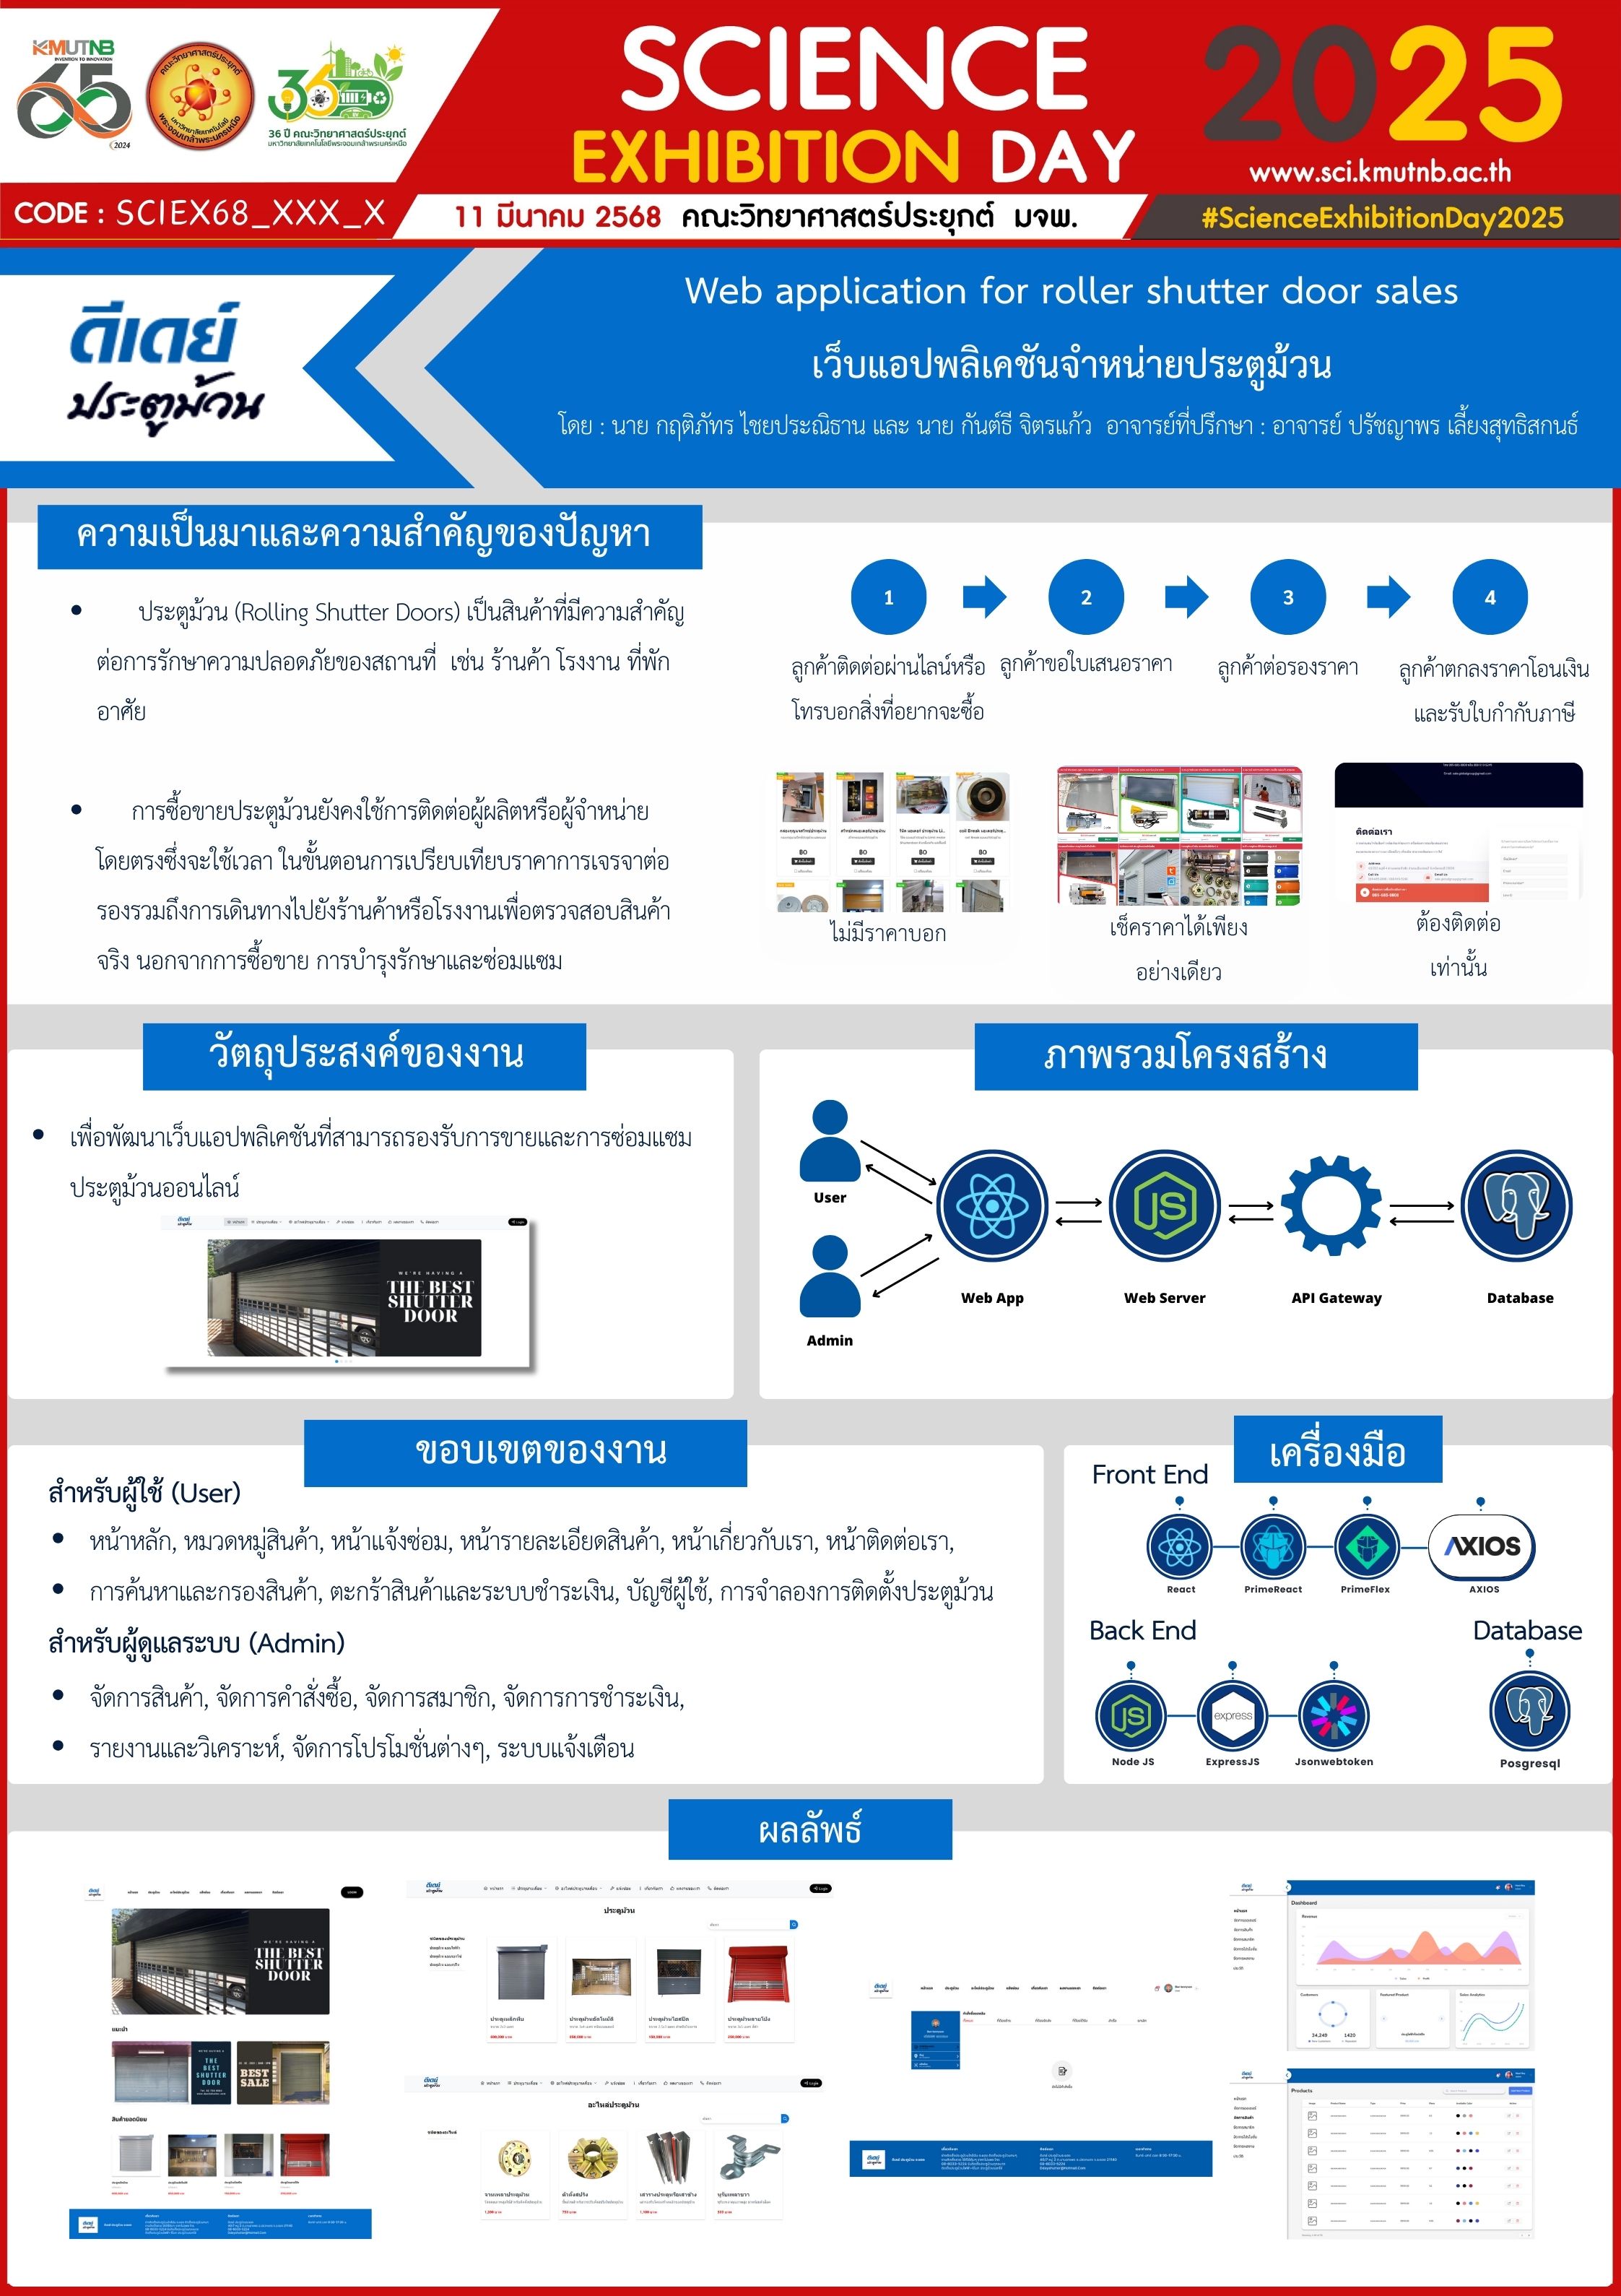 KMUTNB
INVENTION TO INNOVATION
65
2024
คณะวิทยาศาสตร์ประยุกต์
มหาวิทยาลัยเทคโนโลยีพระจอมเกล้าพระนครเหนือ
36
36 ปี คณะวิทยาศาสตร์ประยุกต์
มหาวิทยาลัยเทคโนโลยีพระจอมเกล้าพระนครเหนือ
SCIENCE
EXHIBITION DAY
2025
www.sci.kmutnb.ac.th
CODE : SCIEX68_XXX_X
11 มีนาคม 2568 คณะวิทยาศาสตร์ประยุกต์ มจพ.
#ScienceExhibitionDay2025
ดีเดย์
ประตูม้วน
Web application for roller shutter door sales
เว็บแอปพลิเคชันจำหน่ายประตูม้วน
โดย : นาย กฤติภัทร ไชยประณิธาน และ นาย กันต์ธี จิตรแก้ว อาจารย์ที่ปรึกษา : อาจารย์ ปรัชญาพร เลี้ยงสุทธิสกนธ์
ความเป็นมาและความสำคัญของปัญหา
• ประตูม้วน (Rolling Shutter Doors) เป็นสินค้าที่มีความสำคัญ
ต่อการรักษาความปลอดภัยของสถานที่ เช่น ร้านค้า โรงงาน ที่พัก
อาศัย
• การซื้อขายประตูม้วนยังคงใช้การติดต่อผู้ผลิตหรือผู้จำหน่าย
โดยตรงซึ่งจะใช้เวลา ในขั้นตอนการเปรียบเทียบราคาการเจรจาต่อ
รองรวมถึงการเดินทางไปยังร้านค้าหรือโรงงานเพื่อตรวจสอบสินค้า
จริง นอกจากการซื้อขาย การบำรุงรักษาและซ่อมแซม
1
2
3
4
ลูกค้าติดต่อผ่านไลน์หรือ
โทรบอกสิ่งที่อยากจะซื้อ
ลูกค้าขอใบเสนอราคา
ลูกค้าต่อรองราคา
ลูกค้าตกลงราคาโอนเงิน
และรับใบกำกับภาษี
฿0
฿0
฿0
฿0
ติดต่อเรา
ไม่มีราคาบอก
เช็คราคาได้เพียง
อย่างเดียว
ต้องติดต่อ
เท่านั้น
วัตถุประสงค์ของงาน
• เพื่อพัฒนาเว็บแอปพลิเคชันที่สามารถรองรับการขายและการซ่อมแซม
ประตูม้วนออนไลน์
WE'RE HAVING A
THE BEST
SHUTTER
DOOR
ภาพรวมโครงสร้าง
User
Admin
Web App
Web Server
API Gateway
Database
ขอบเขตของงาน
สำหรับผู้ใช้ (User)
• หน้าหลัก, หมวดหมู่สินค้า, หน้าแจ้งซ่อม, หน้ารายละเอียดสินค้า, หน้าเกี่ยวกับเรา, หน้าติดต่อเรา,
• การค้นหาและกรองสินค้า, ตะกร้าสินค้าและระบบชำระเงิน, บัญชีผู้ใช้, การจำลองการติดตั้งประตูม้วน
สำหรับผู้ดูแลระบบ (Admin)
• จัดการสินค้า, จัดการคำสั่งซื้อ, จัดการสมาชิก, จัดการการชำระเงิน,
• รายงานและวิเคราะห์, จัดการโปรโมชั่นต่างๆ, ระบบแจ้งเตือน
เครื่องมือ
Front End
AXIOS
React
PrimeReact
PrimeFlex
AXIOS
Back End
Database
express
Node JS
ExpressJS
Jsonwebtoken
Posgresql
ผลลัพธ์
WE'RE HAVING A
THE BEST
SHUTTER
DOOR
แนะนำ
THE
BEST
SHUTTER
DOOR
BEST
SALE
สินค้ายอดนิยม
ประตูม้วน
อะไหล่ประตูม้วน
Dashboard
Revenue
Customers
Featured Product
Sales Analytics
34,249
1420
Products